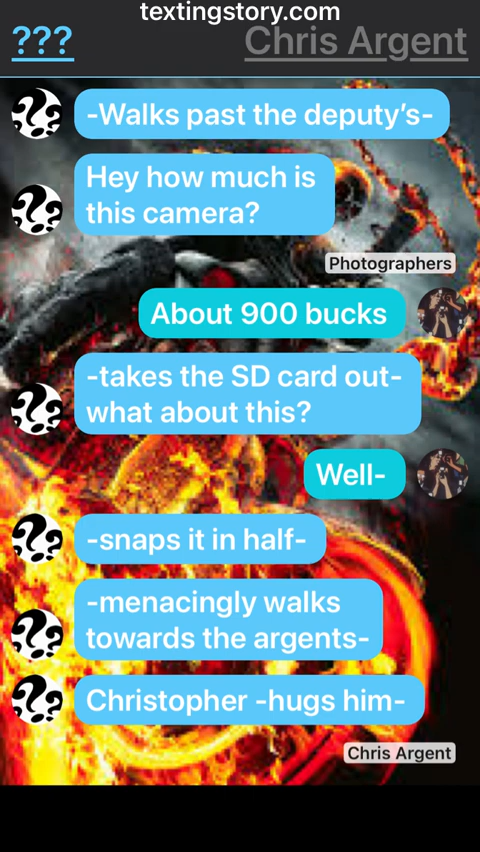 textingstory.com
???
Chris Argent
-Walks past the deputy’s-
Hey how much is
this camera?
Photographers
About 900 bucks
-takes the SD card out-
what about this?
Well-
-snaps it in half-
-menacingly walks
towards the argents-
Christopher -hugs him-
Chris Argent